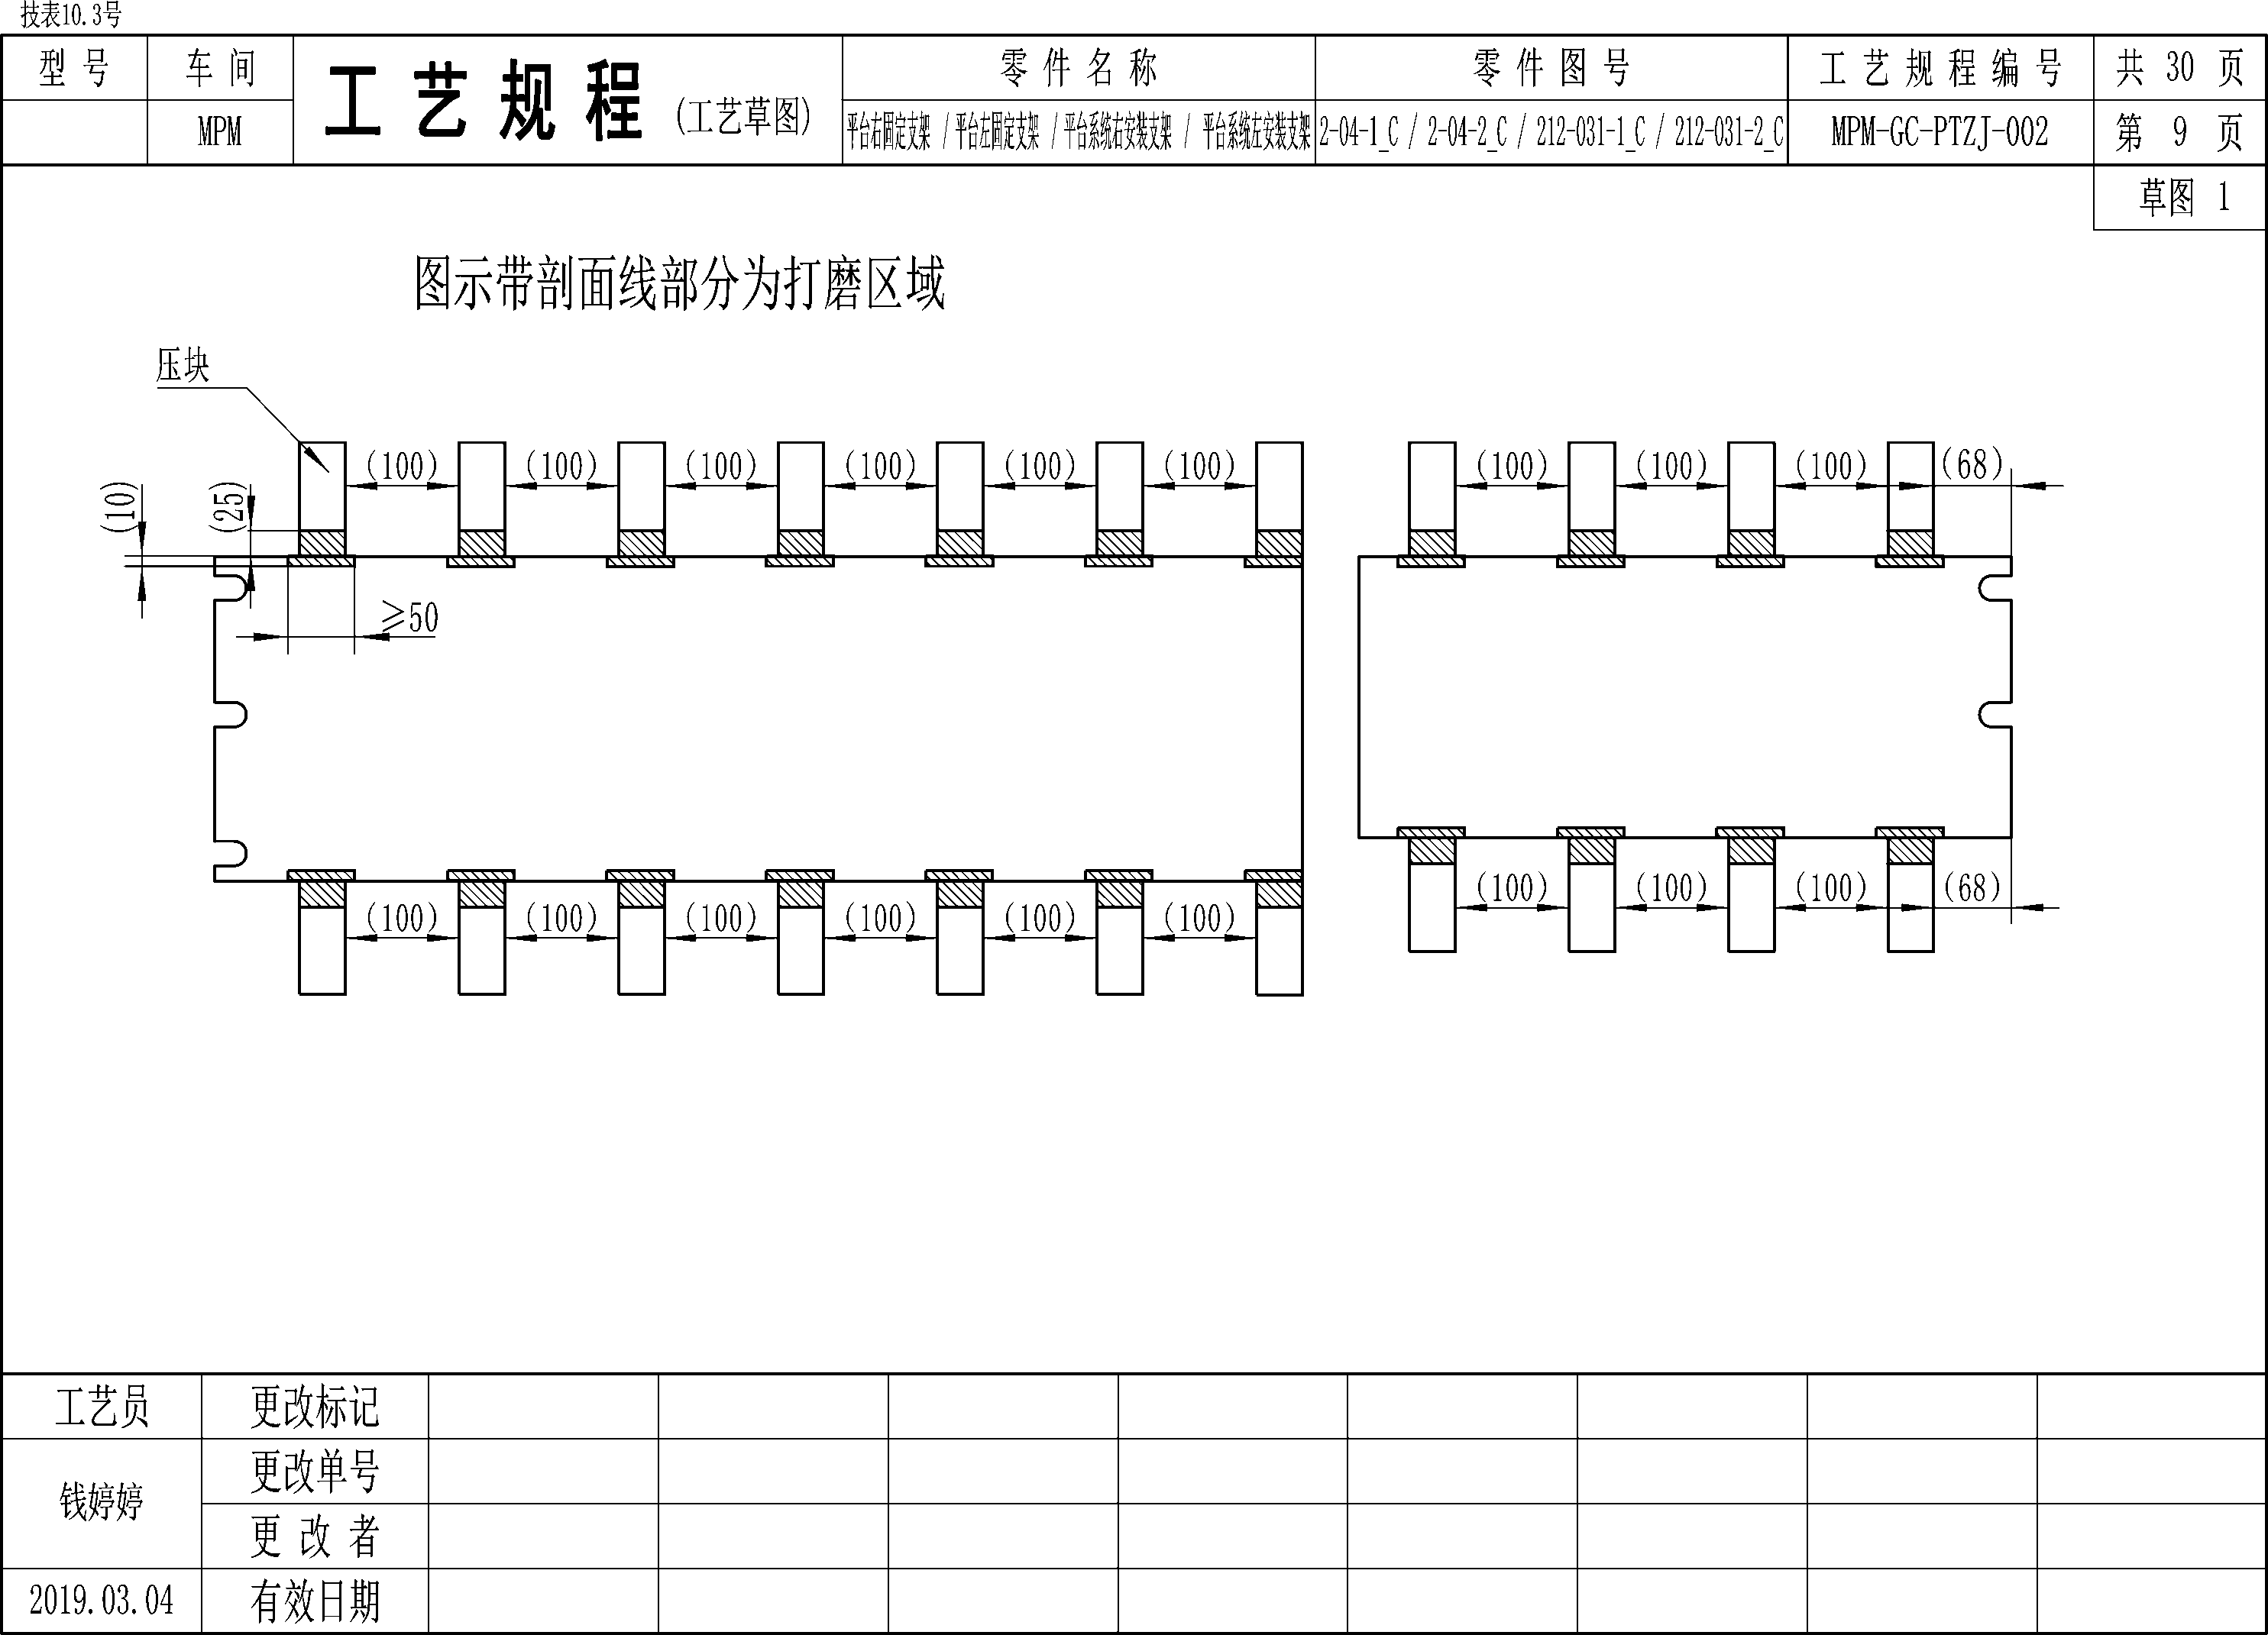 技表10.3号
型 号 车 间 工 艺 规 程 (工艺草图) 零 件 名 称 零 件 图 号 工 艺 规 程 编 号 共 30 页
MPM 平台右固定支架 / 平台左固定支架 / 平台系统右安装支架 / 平台系统左安装支架 2-04-1_C / 2-04-2_C / 212-031-1_C / 212-031-2_C MPM-GC-PTZJ-002 第 9 页
草图 1
图示带剖面线部分为打磨区域
压块
(100) (100) (100) (100) (100) (100) (100) (100) (100) (68)
(10) (25)
≥50
(100) (100) (100) (68)
(100) (100) (100) (100) (100) (100)
工艺员 更改标记
更改单号
钱婷婷
更 改 者
2019.03.04 有效日期